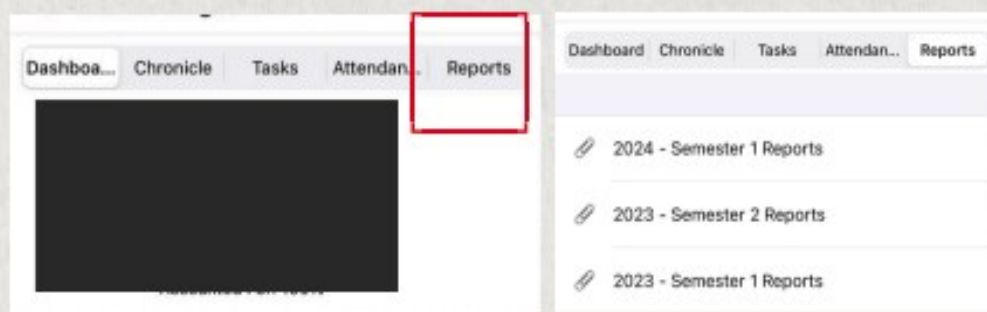 Dashboa... Chronicle Tasks Attendan... Reports
Dashboard Chronicle Tasks Attendan... Reports
2024 - Semester 1 Reports
2023 - Semester 2 Reports
2023 - Semester 1 Reports